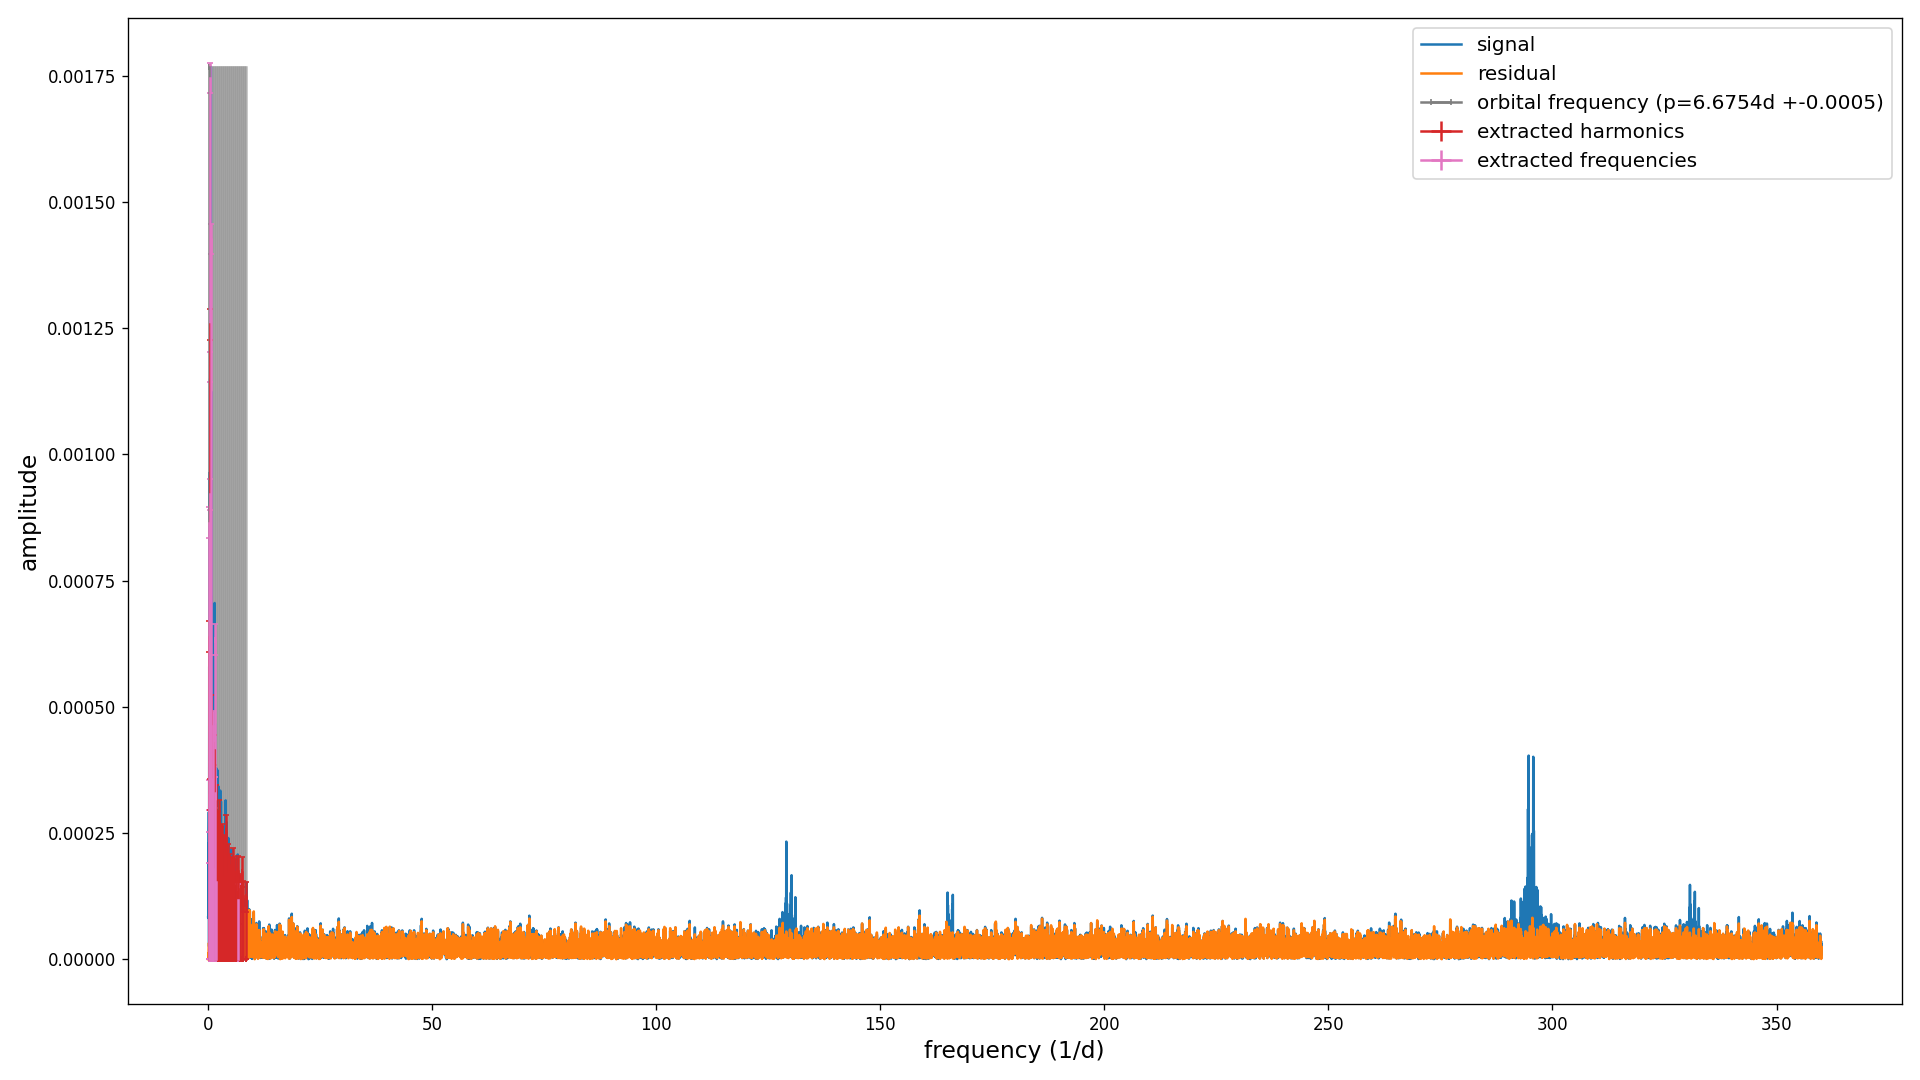 signal
residual
orbital frequency (p=6.6754d +-0.0005)
extracted harmonics
extracted frequencies
amplitude
0.00175
0.00150
0.00125
0.00100
0.00075
0.00050
0.00025
0.00000
0 50 100 150 200 250 300 350
frequency (1/d)